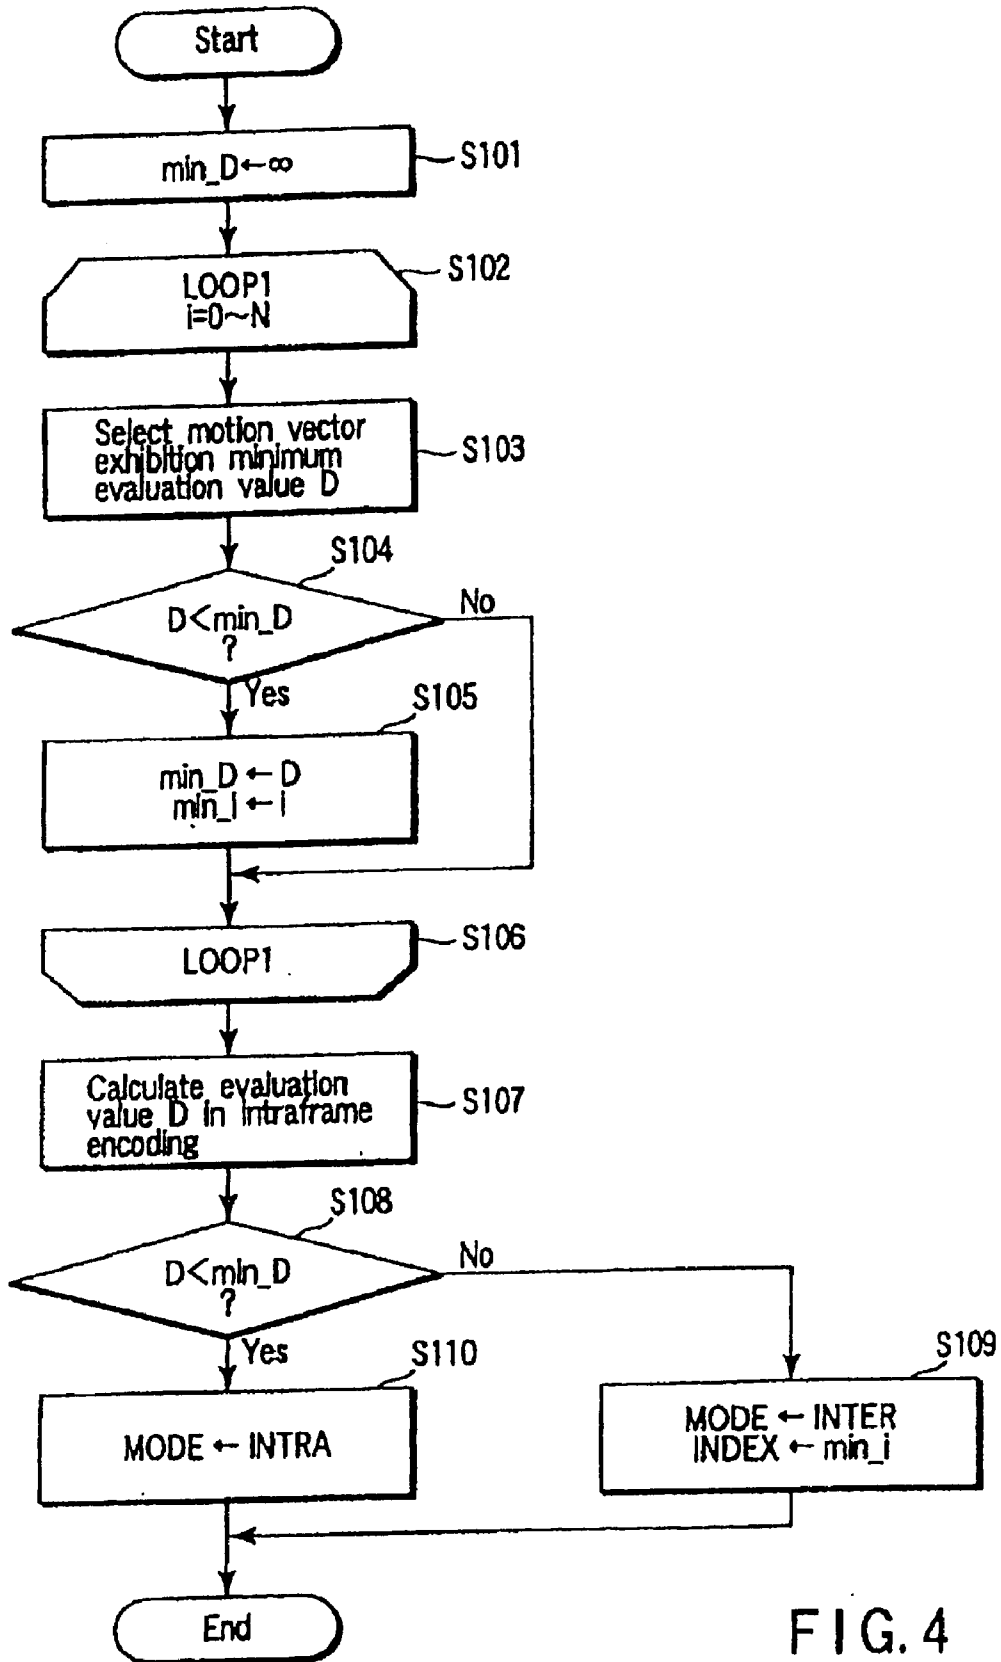 Start
min_D←∞
S101
LOOP1
i=0~N
S102
Select motion vector
exhibition minimum
evaluation value D
S103
S104
D<min_D
?
No
Yes
S105
min_D←D
min_i←i
LOOP1
S106
Calculate evaluation
value D in intraframe
encoding
S107
S108
D<min_D
?
No
Yes
S110
MODE←INTRA
S109
MODE←INTER
INDEX←min_i
End
FIG. 4